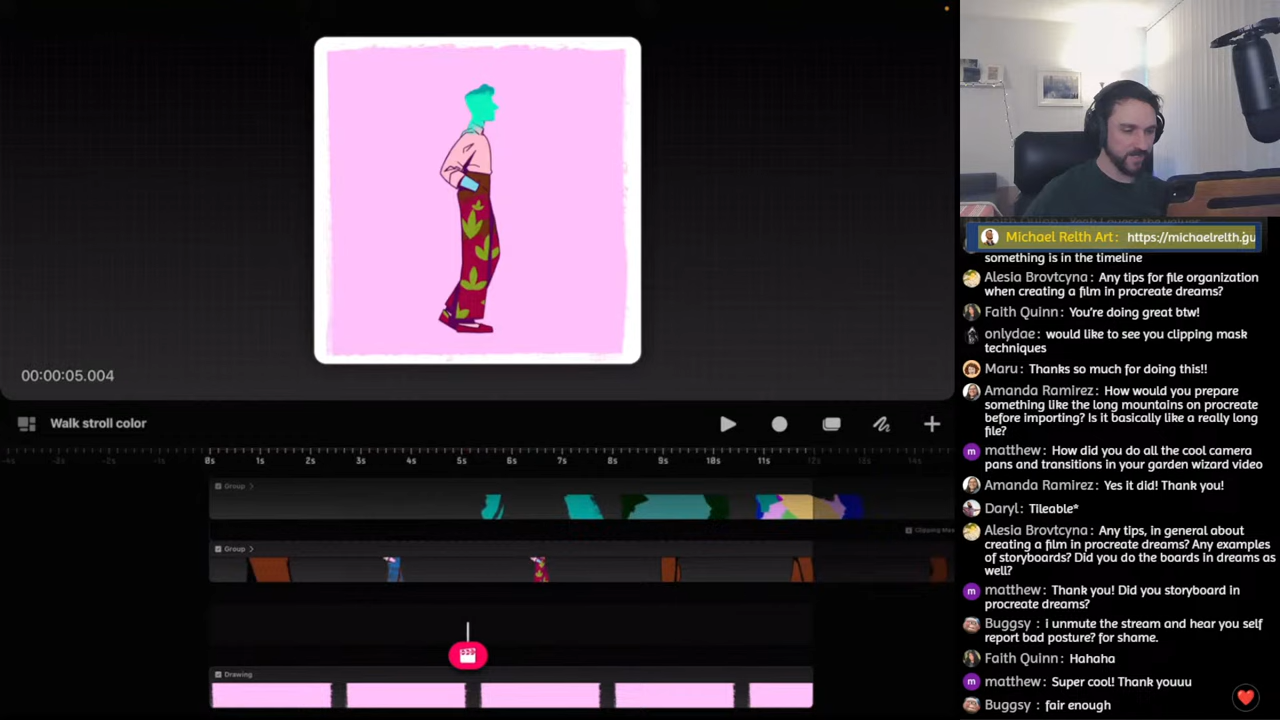 00:00:05.004
Walk stroll color
-4s -3s -2s -1s 0s 1s 2s 3s 4s 5s 6s 7s 8s 9s 10s 11s 12s 13s 14s
Group >
Clipping Mas
Group >
Drawing
Michael Relth Art: https://michaelrelth.gu
something is in the timeline
Alesia Brovtcyna: Any tips for file organization
when creating a film in procreate dreams?
Faith Quinn: You're doing great btw!
onlydae: would like to see you clipping mask
techniques
Maru: Thanks so much for doing this!!
Amanda Ramirez: How would you prepare
something like the long mountains on procreate
before importing? Is it basically like a really long
file?
m matthew: How did you do all the cool camera
pans and transitions in your garden wizard video
Amanda Ramirez: Yes it did! Thank you!
Daryl: Tileable*
Alesia Brovtcyna: Any tips, in general about
creating a film in procreate dreams? Any examples
of storyboards? Did you do the boards in dreams as
well?
m matthew: Thank you! Did you storyboard in
procreate dreams?
Buggsy : i unmute the stream and hear you self
report bad posture? for shame.
Faith Quinn: Hahaha
m matthew: Super cool! Thank youuu
Buggsy : fair enough